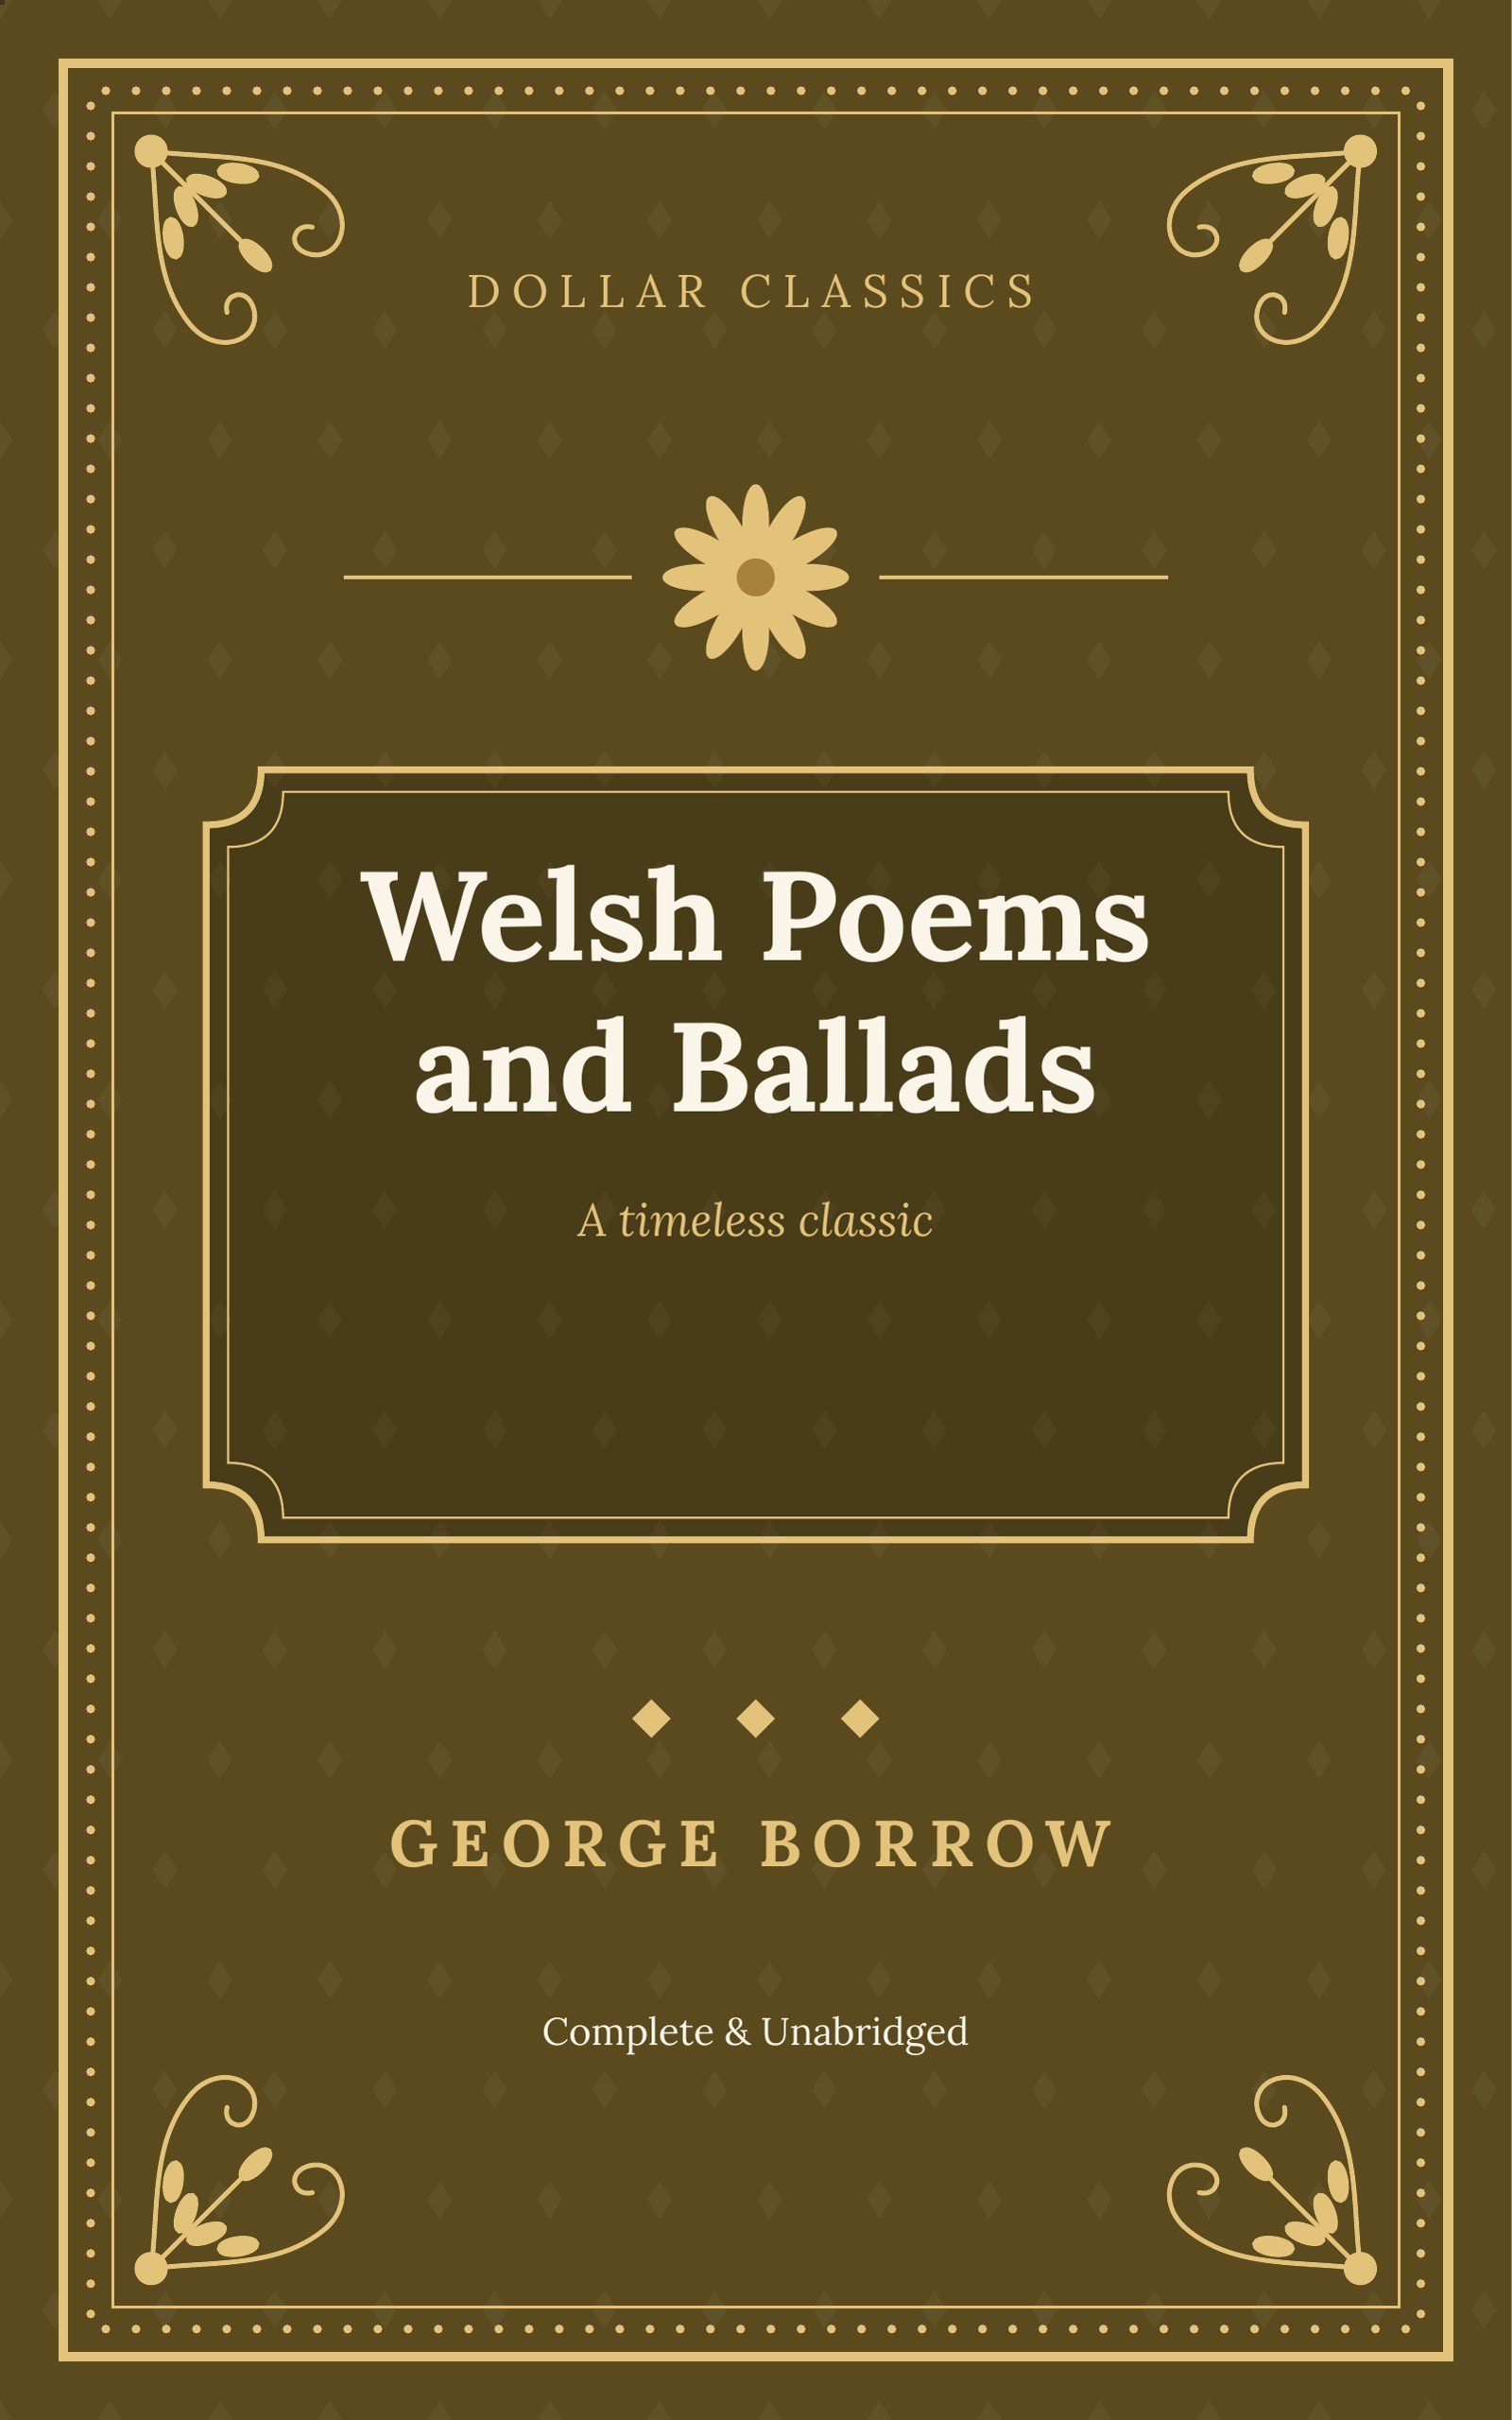 DOLLAR CLASSICS
Welsh Poems
and Ballads
A timeless classic
GEORGE BORROW
Complete & Unabridged